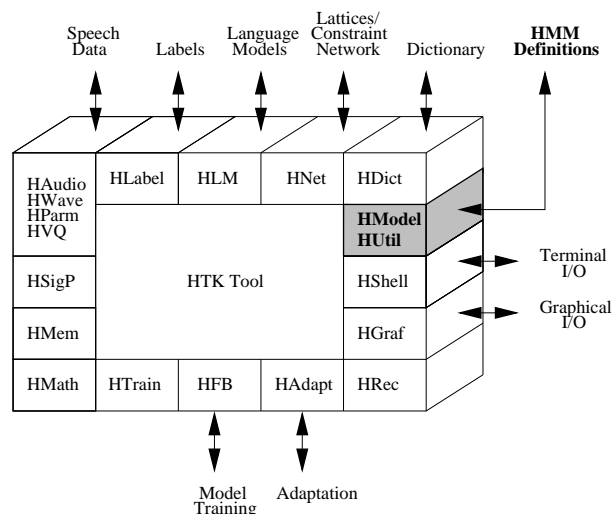 Speech
Data
Labels
Language
Models
Lattices/
Constraint
Network
Dictionary
HMM
Definitions
HAudio
HWave
HParm
HVQ
HLabel
HLM
HNet
HDict
HModel
HUtil
HSigP
HTK Tool
HShell
Terminal
I/O
HMem
HGraf
Graphical
I/O
HMath
HTrain
HFB
HAdapt
HRec
Model
Training
Adaptation